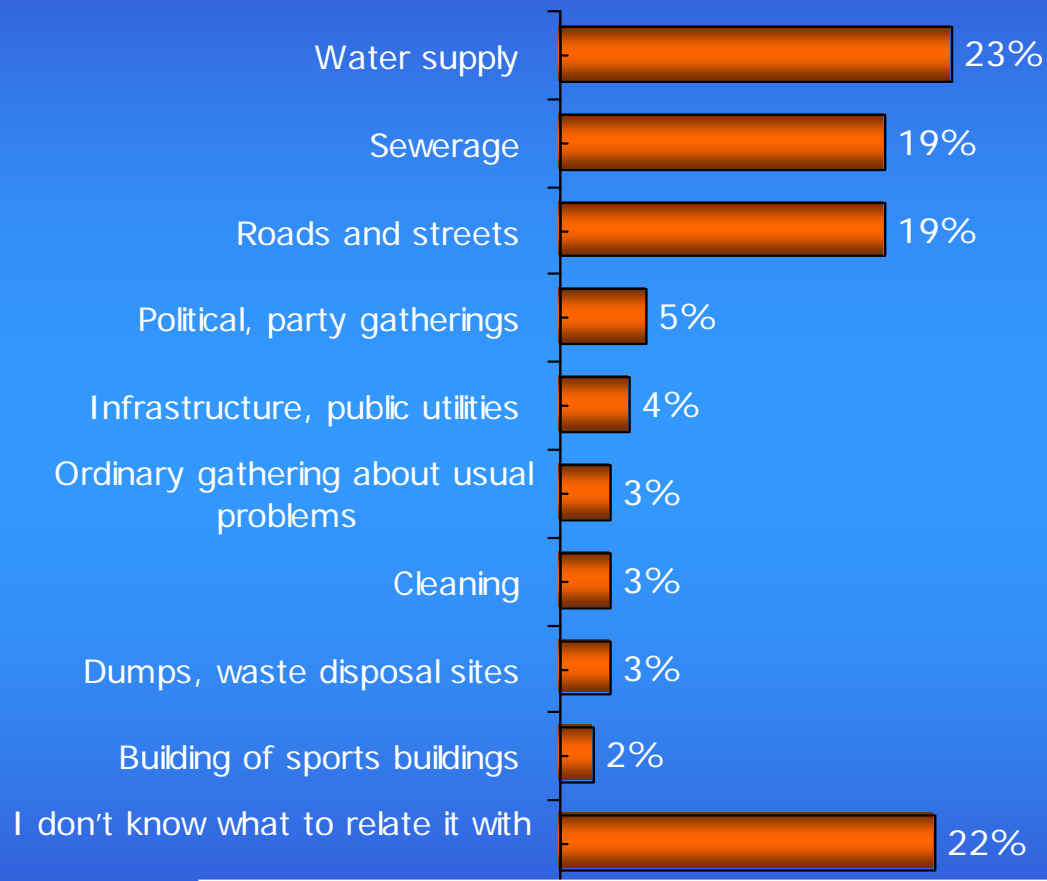 Water supply 23%
Sewerage 19%
Roads and streets 19%
Political, party gatherings 5%
Infrastructure, public utilities 4%
Ordinary gathering about usual
problems 3%
Cleaning 3%
Dumps, waste disposal sites 3%
Building of sports buildings 2%
I don't know what to relate it with 22%